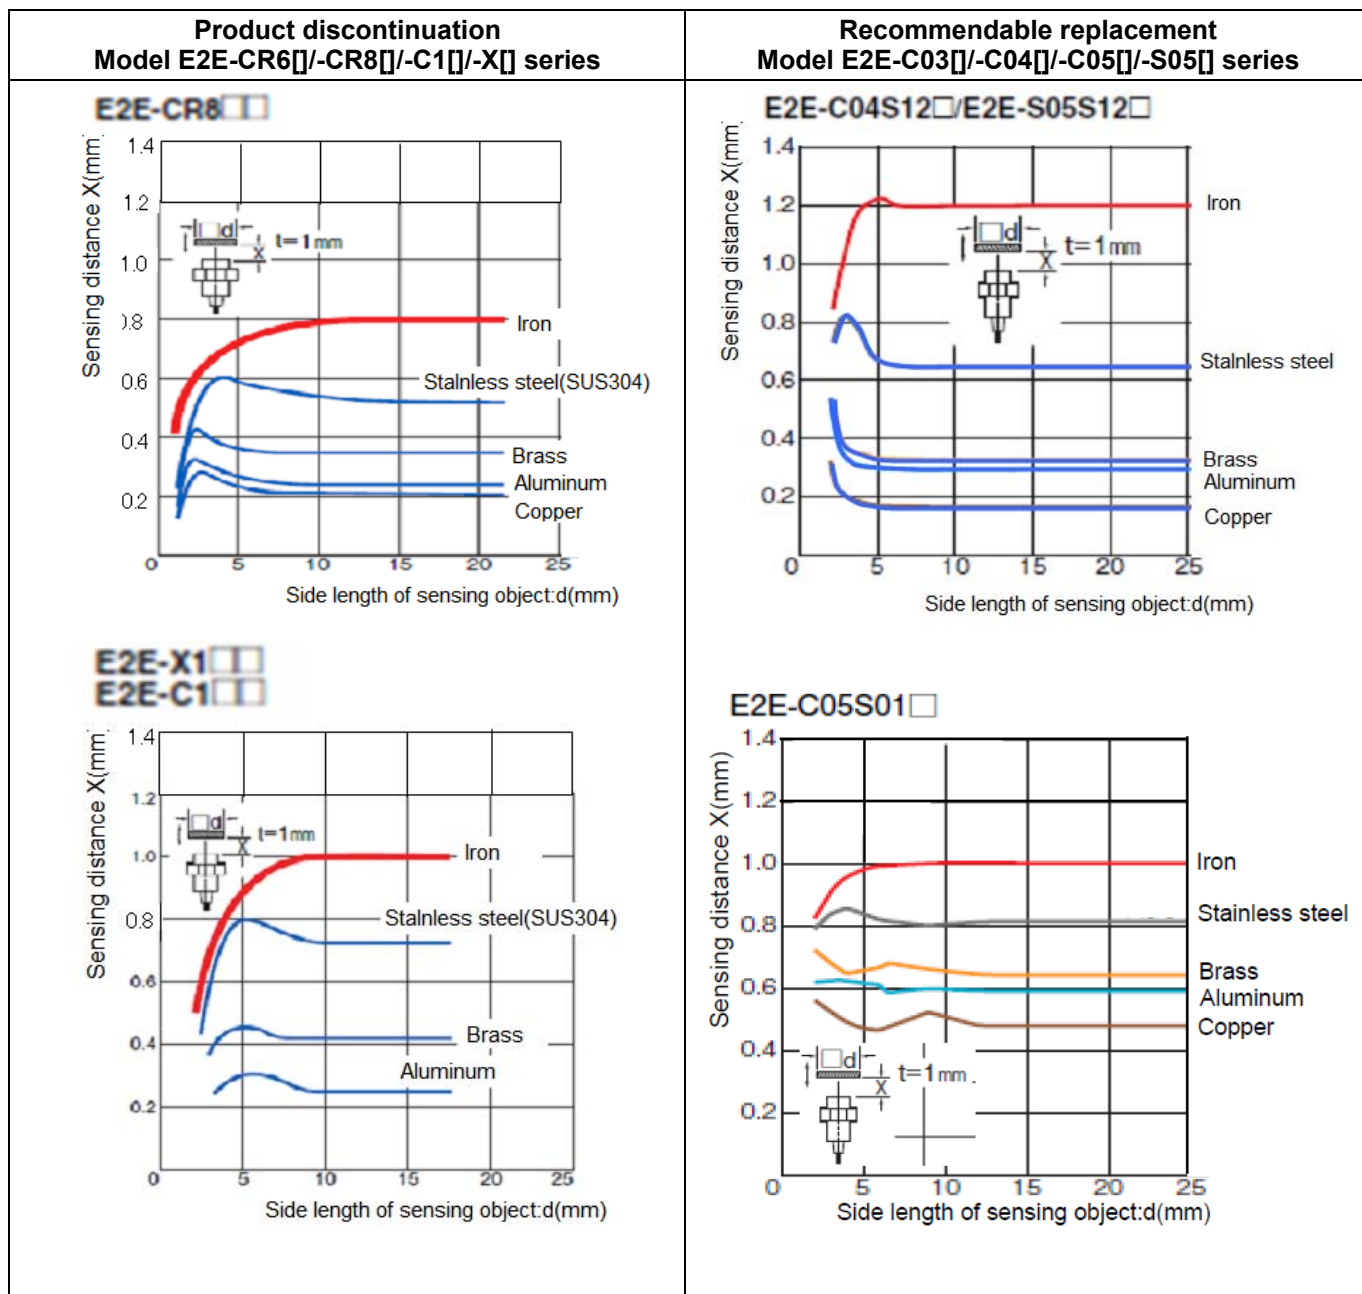 Product discontinuation
Model E2E-CR6[]/-CR8[]/-C1[]/-X[] series
Recommendable replacement
Model E2E-C03[]/-C04[]/-C05[]/-S05[] series
E2E-CR8□□
Sensing distance X(mm)
1.4
1.2
1.0
0.8
0.6
0.4
0.2
0 5 10 15 20 25
□d
t=1mm
X
Iron
Stalnless steel(SUS304)
Brass
Aluminum
Copper
Side length of sensing object:d(mm)
E2E-C04S12□/E2E-S05S12□
Sensing distance X(mm)
1.4
1.2
1.0
0.8
0.6
0.4
0.2
0 5 10 15 20 25
□d
t=1mm
X
Iron
Stalnless steel
Brass
Aluminum
Copper
Side length of sensing object:d(mm)
E2E-X1□□
E2E-C1□□
Sensing distance X(mm)
1.4
1.2
1.0
0.8
0.6
0.4
0.2
0 5 10 15 20 25
□d
t=1mm
X
Iron
Stalnless steel(SUS304)
Brass
Aluminum
Side length of sensing object:d(mm)
E2E-C05S01□
Sensing distance X(mm)
1.4
1.2
1.0
0.8
0.6
0.4
0.2
0 5 10 15 20 25
□d
t=1mm
X
Iron
Stainless steel
Brass
Aluminum
Copper
Side length of sensing object:d(mm)